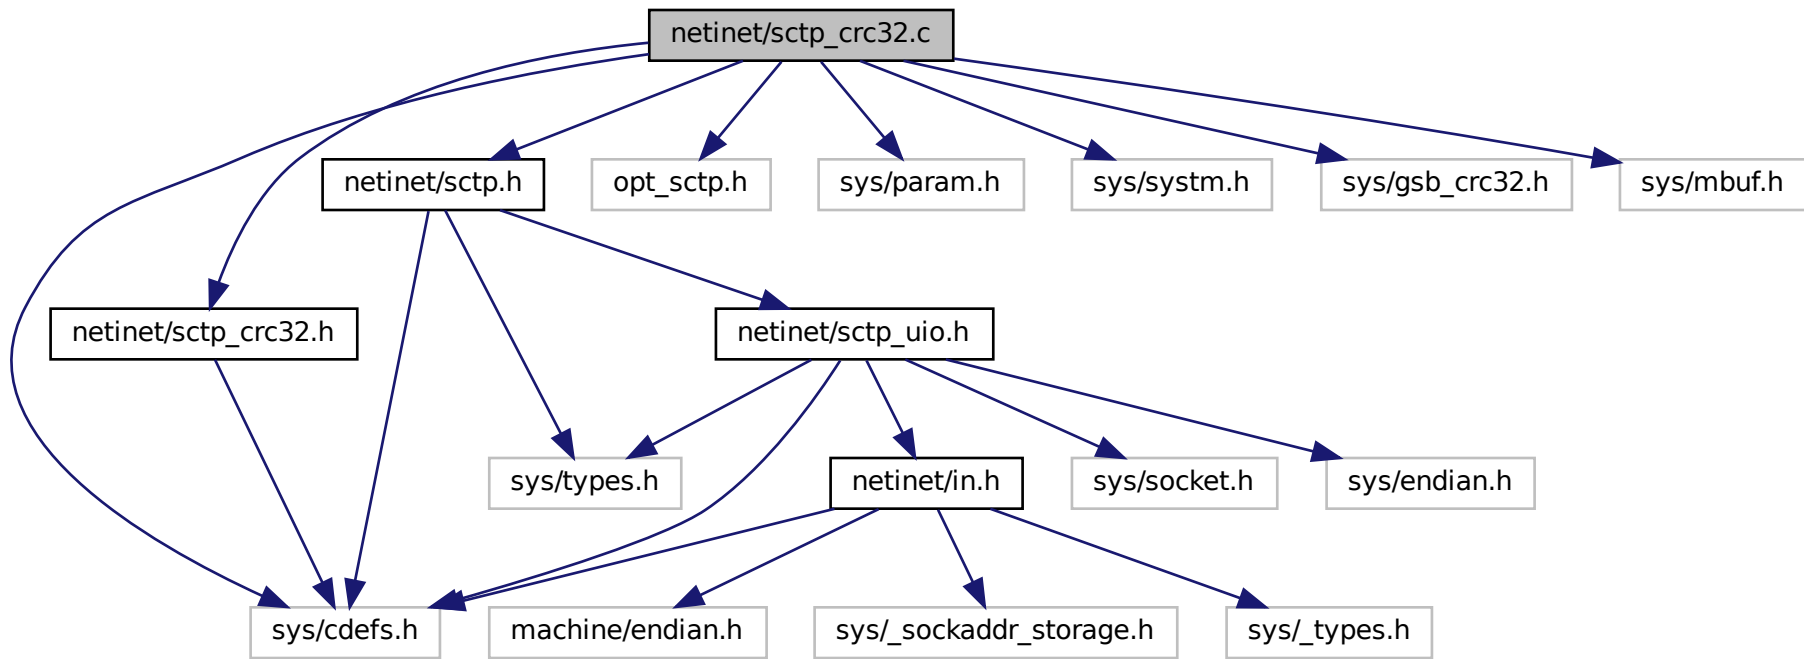 netinet/sctp_crc32.c
netinet/sctp.h
opt_sctp.h
sys/param.h
sys/systm.h
sys/gsb_crc32.h
sys/mbuf.h
netinet/sctp_crc32.h
netinet/sctp_uio.h
sys/types.h
netinet/in.h
sys/socket.h
sys/endian.h
sys/cdefs.h
machine/endian.h
sys/_sockaddr_storage.h
sys/_types.h